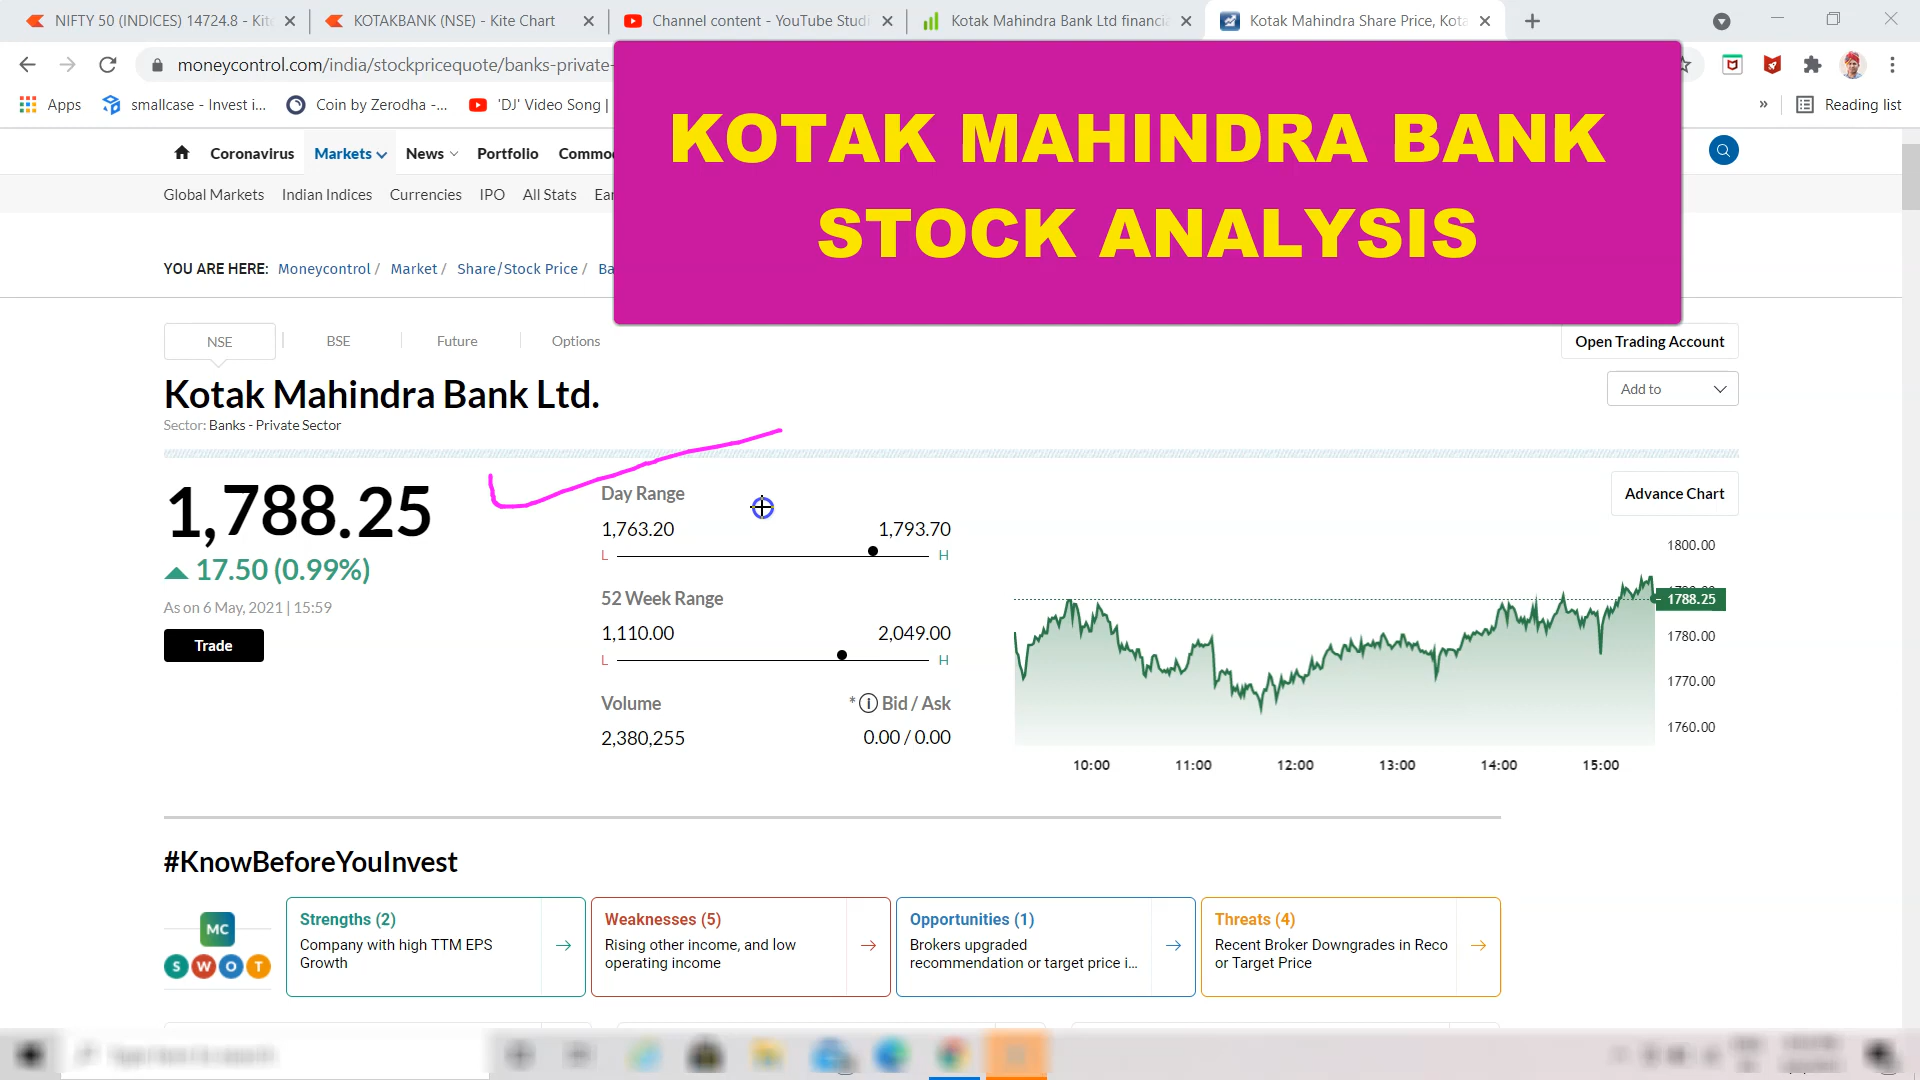 NIFTY 50 (INDICES) 14724.8 - Kite
KOTAKBANK (NSE) - Kite Chart
Channel content - YouTube Studi
Kotak Mahindra Bank Ltd financia
Kotak Mahindra Share Price, Kota
moneycontrol.com/india/stockpricequote/banks-private-
Apps
smallcase - Invest i...
Coin by Zerodha -...
'DJ' Video Song |
»
Reading list
KOTAK MAHINDRA BANK
STOCK ANALYSIS
Coronavirus
Markets
News
Portfolio
Commo
Global Markets
Indian Indices
Currencies
IPO
All Stats
Ear
YOU ARE HERE: Moneycontrol / Market / Share/Stock Price / Ba
NSE
BSE
Future
Options
Open Trading Account
Kotak Mahindra Bank Ltd.
Add to
Sector: Banks - Private Sector
1,788.25
17.50 (0.99%)
As on 6 May, 2021 | 15:59
Trade
Day Range
1,763.20 1,793.70
L H
52 Week Range
1,110.00 2,049.00
L H
Volume
* i Bid / Ask
2,380,255
0.00 / 0.00
Advance Chart
1800.00
1788.25
1780.00
1770.00
1760.00
10:00 11:00 12:00 13:00 14:00 15:00
#KnowBeforeYouInvest
MC
S W O T
Strengths (2)
Company with high TTM EPS
Growth
Weaknesses (5)
Rising other income, and low
operating income
Opportunities (1)
Brokers upgraded
recommendation or target price i...
Threats (4)
Recent Broker Downgrades in Reco
or Target Price
Type here to search